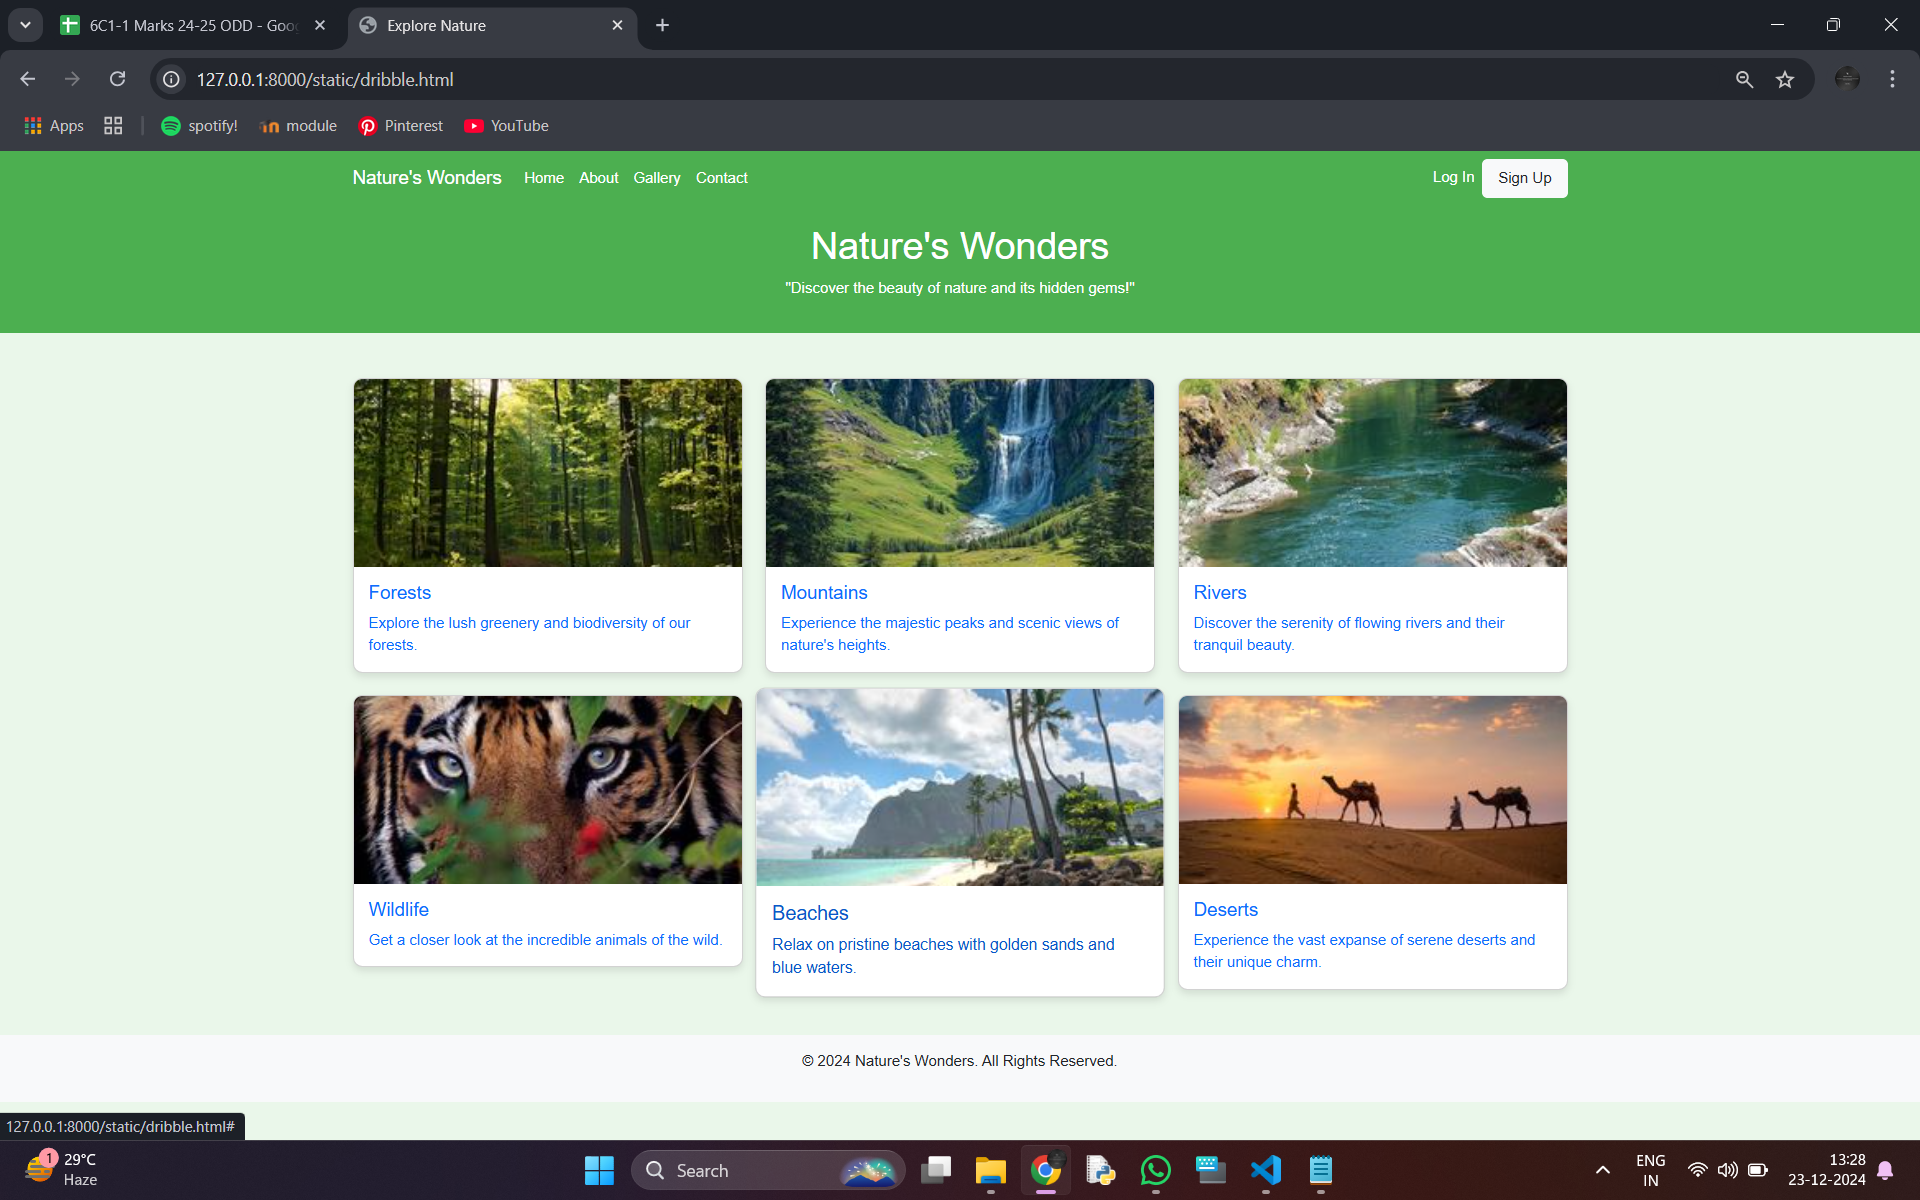 6C1-1 Marks 24-25 ODD - Goo
Explore Nature
127.0.0.1:8000/static/dribble.html
Apps
spotify!
module
Pinterest
YouTube
Nature's Wonders
Home
About
Gallery
Contact
Log In
Sign Up
Nature's Wonders
"Discover the beauty of nature and its hidden gems!"
Forests
Explore the lush greenery and biodiversity of our
forests.
Mountains
Experience the majestic peaks and scenic views of
nature's heights.
Rivers
Discover the serenity of flowing rivers and their
tranquil beauty.
Wildlife
Get a closer look at the incredible animals of the wild.
Beaches
Relax on pristine beaches with golden sands and
blue waters.
Deserts
Experience the vast expanse of serene deserts and
their unique charm.
© 2024 Nature's Wonders. All Rights Reserved.
127.0.0.1:8000/static/dribble.html#
1
29°C
Haze
Search
ENG
IN
13:28
23-12-2024